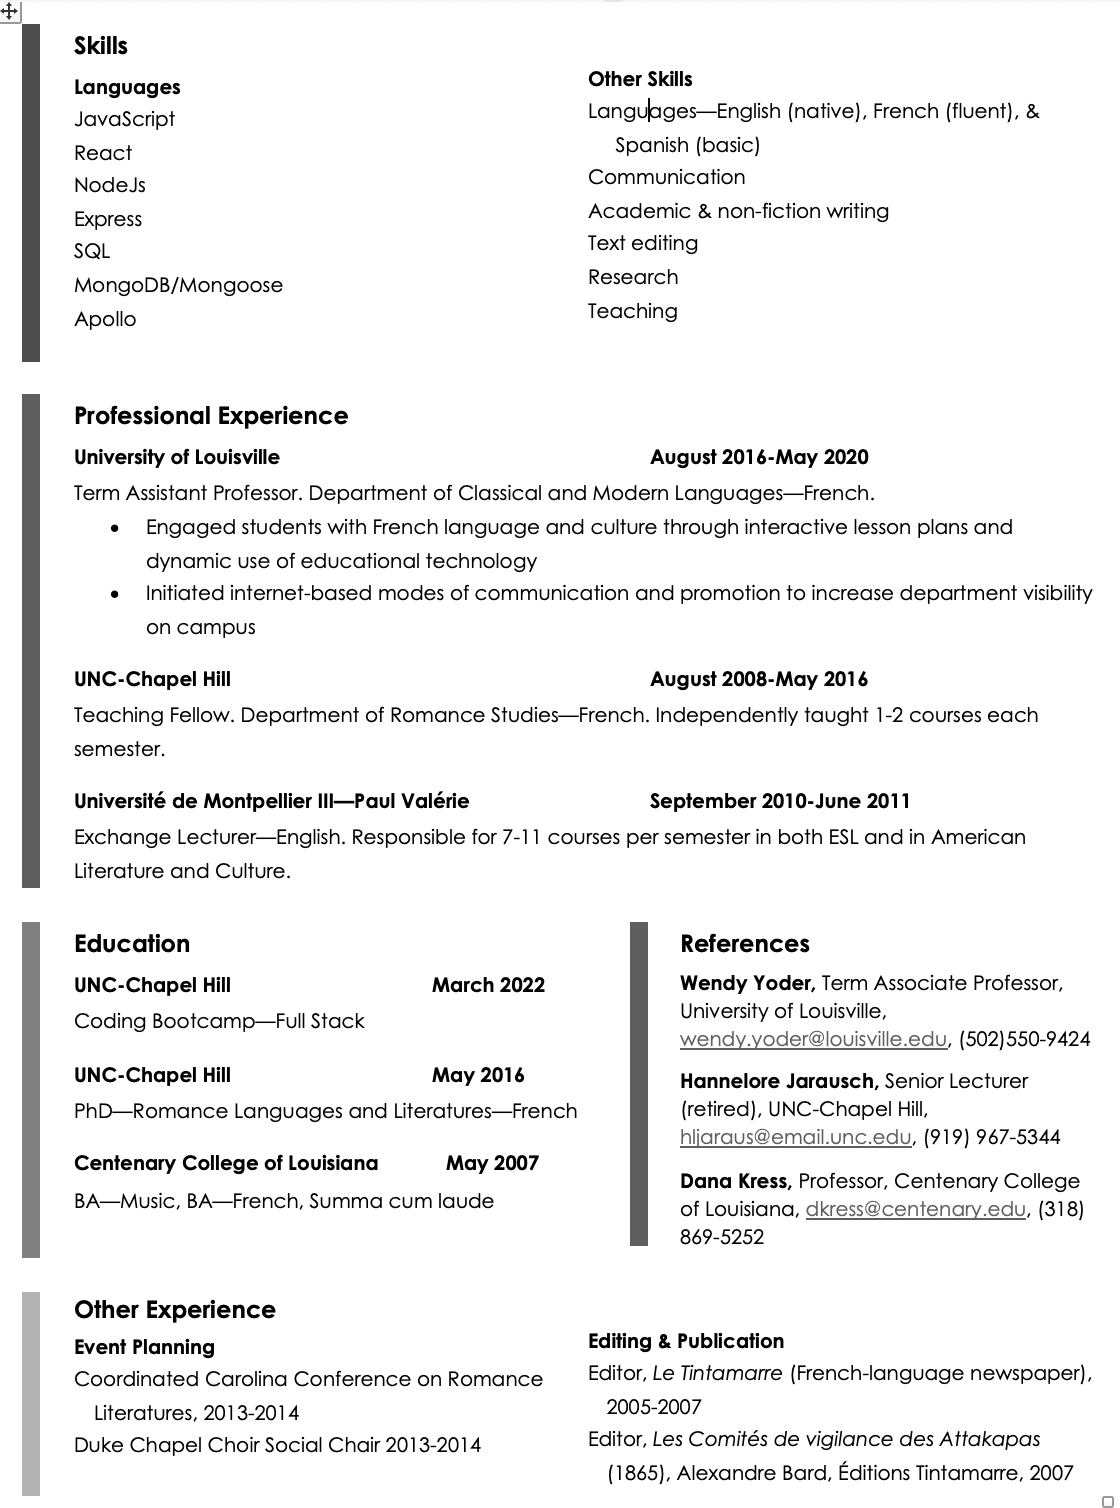 Skills
Languages
JavaScript
React
NodeJs
Express
SQL
MongoDB/Mongoose
Apollo
Other Skills
Languages—English (native), French (fluent), &
Spanish (basic)
Communication
Academic & non-fiction writing
Text editing
Research
Teaching
Professional Experience
University of Louisville August 2016-May 2020
Term Assistant Professor. Department of Classical and Modern Languages—French.
• Engaged students with French language and culture through interactive lesson plans and
dynamic use of educational technology
• Initiated internet-based modes of communication and promotion to increase department visibility
on campus
UNC-Chapel Hill August 2008-May 2016
Teaching Fellow. Department of Romance Studies—French. Independently taught 1-2 courses each
semester.
Université de Montpellier III—Paul Valérie September 2010-June 2011
Exchange Lecturer—English. Responsible for 7-11 courses per semester in both ESL and in American
Literature and Culture.
Education
UNC-Chapel Hill March 2022
Coding Bootcamp—Full Stack
UNC-Chapel Hill May 2016
PhD—Romance Languages and Literatures—French
Centenary College of Louisiana May 2007
BA—Music, BA—French, Summa cum laude
References
Wendy Yoder, Term Associate Professor,
University of Louisville,
wendy.yoder@louisville.edu, (502)550-9424
Hannelore Jarausch, Senior Lecturer
(retired), UNC-Chapel Hill,
hljaraus@email.unc.edu, (919) 967-5344
Dana Kress, Professor, Centenary College
of Louisiana, dkress@centenary.edu, (318)
869-5252
Other Experience
Event Planning
Coordinated Carolina Conference on Romance
Literatures, 2013-2014
Duke Chapel Choir Social Chair 2013-2014
Editing & Publication
Editor, Le Tintamarre (French-language newspaper),
2005-2007
Editor, Les Comités de vigilance des Attakapas
(1865), Alexandre Bard, Éditions Tintamarre, 2007